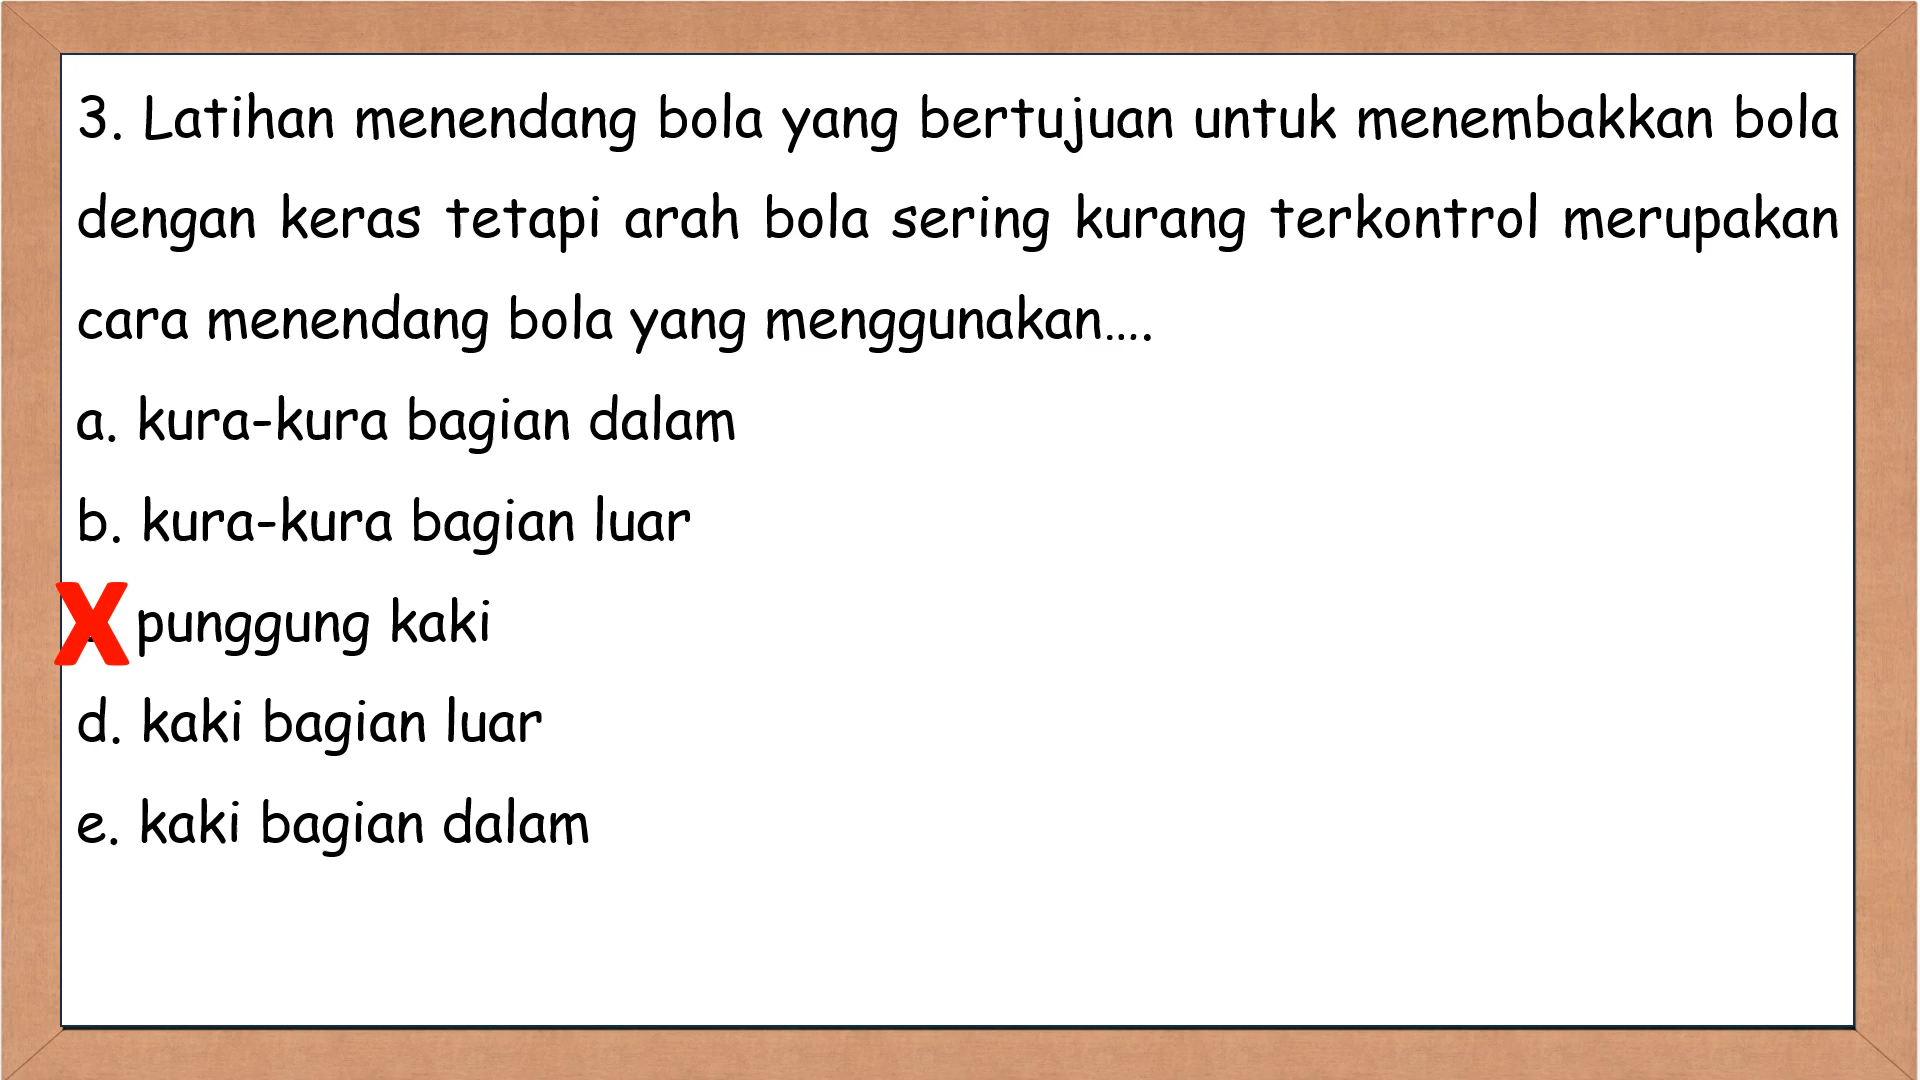 3. Latihan menendang bola yang bertujuan untuk menembakkan bola
dengan keras tetapi arah bola sering kurang terkontrol merupakan
cara menendang bola yang menggunakan….
a. kura-kura bagian dalam
b. kura-kura bagian luar
X punggung kaki
d. kaki bagian luar
e. kaki bagian dalam